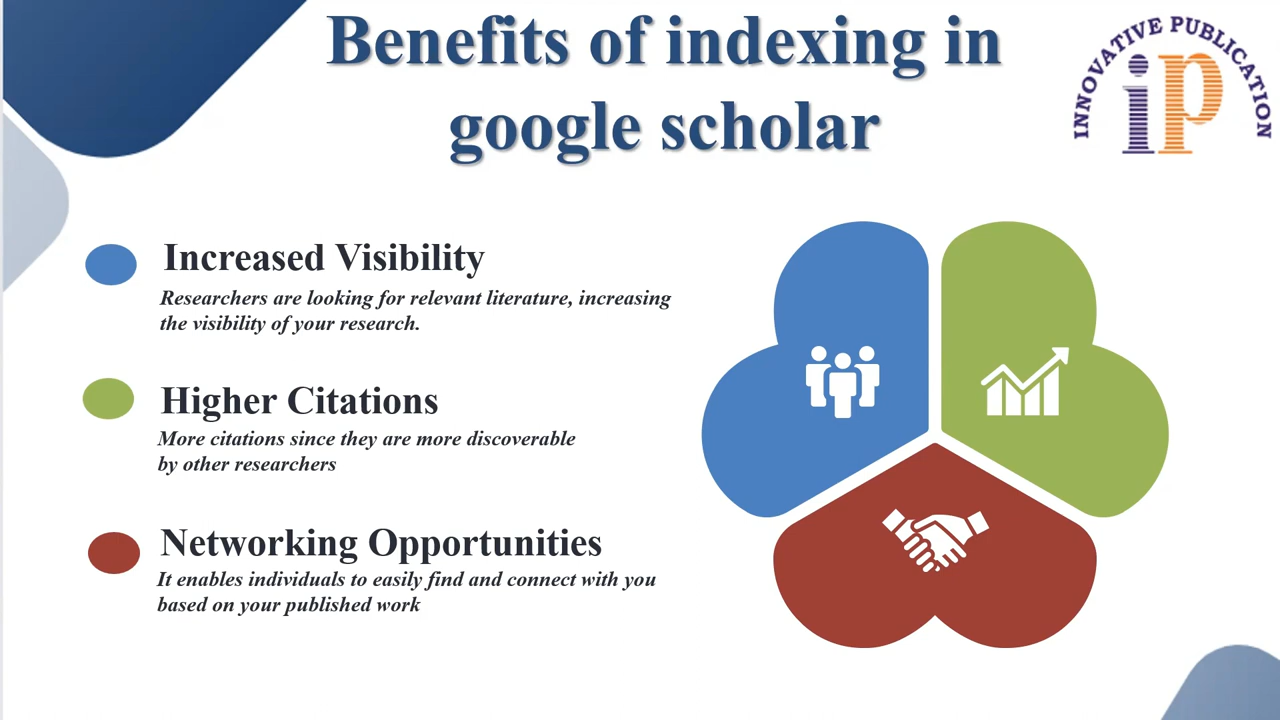 Benefits of indexing in
google scholar
INNOVATIVE PUBLICATION
ip
Increased Visibility
Researchers are looking for relevant literature, increasing
the visibility of your research.
Higher Citations
More citations since they are more discoverable
by other researchers
Networking Opportunities
It enables individuals to easily find and connect with you
based on your published work